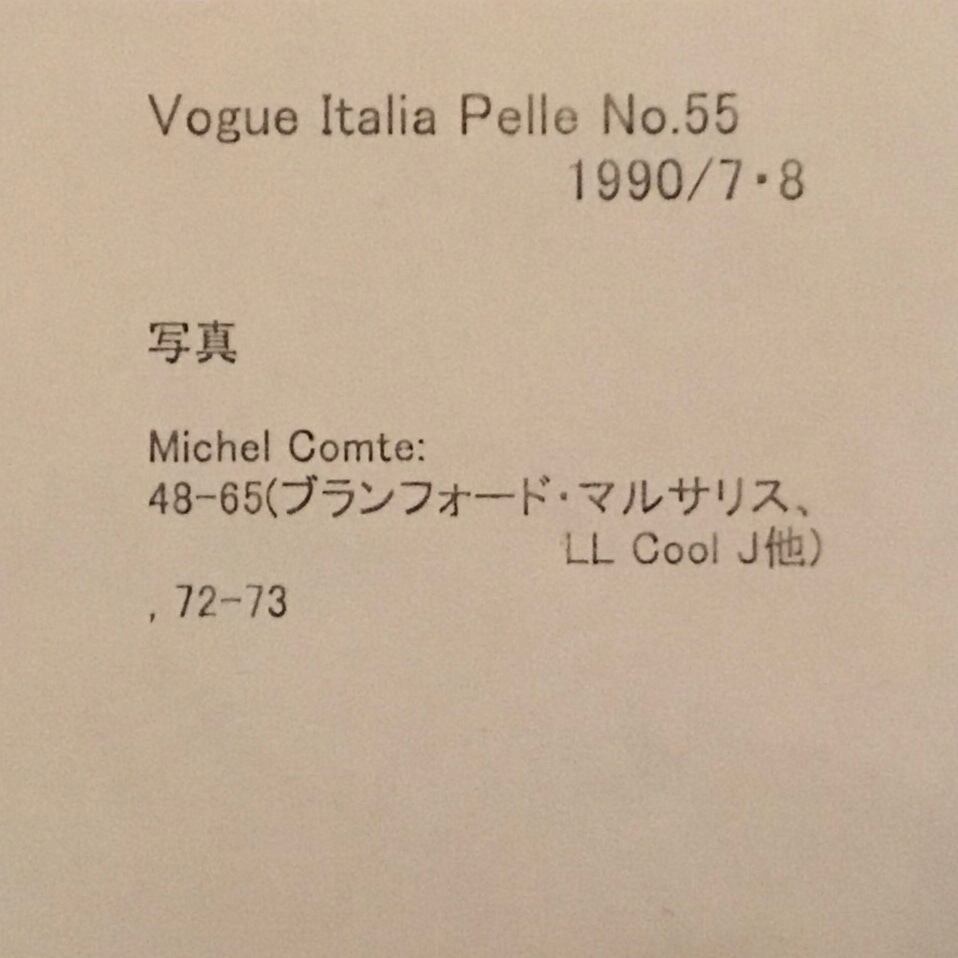 Vogue Italia Pelle No.55
1990/7・8
写真
Michel Comte:
48-65(ブランフォード・マルサリス、
LL Cool J他)
, 72-73